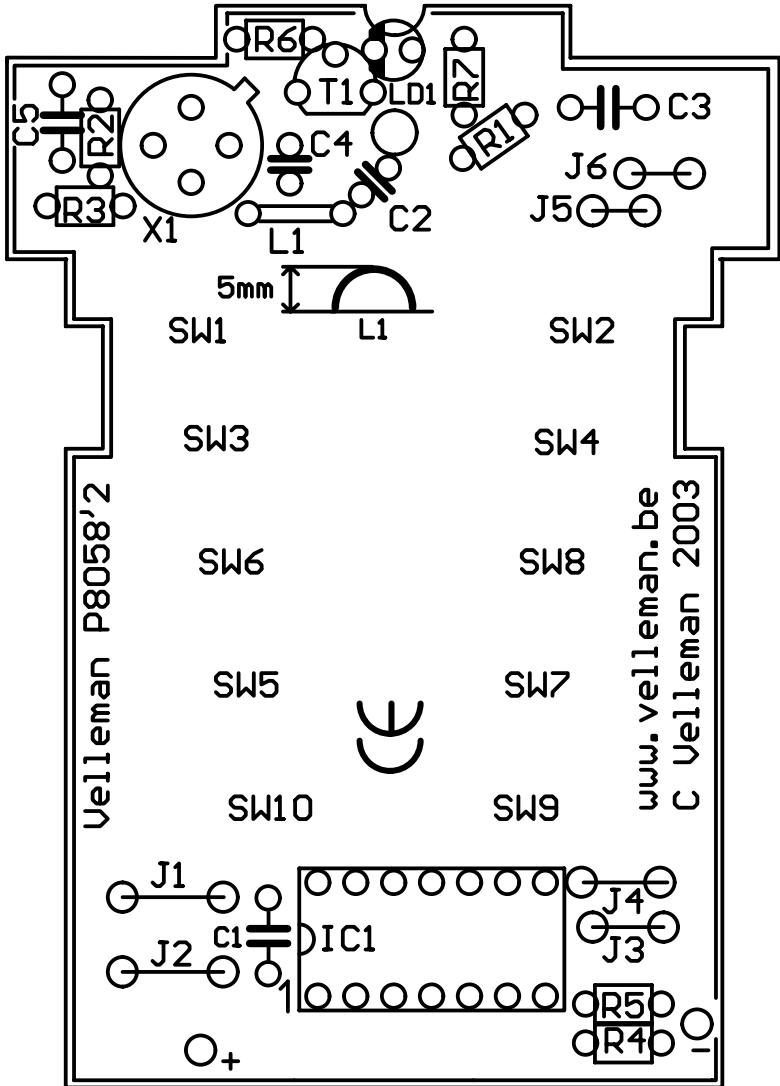 R6
T1
LD1
R7
C5
R2
R1
C3
C4
J6
R3
X1
L1
C2
J5
5mm
L1
SW1
SW2
SW3
SW4
SW6
SW8
SW5
SW7
CE
SW10
SW9
Velleman P8058'2
www.velleman.be
C Velleman 2003
J1
J4
C1
IC1
J3
J2
1
R5
R4
+
-